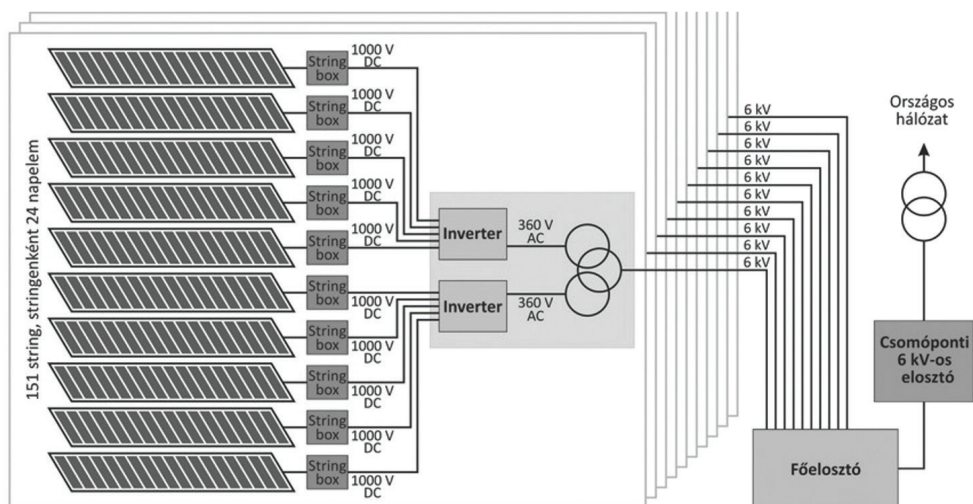 151 string, stringenként 24 napelem
String
box
1000 V
DC
String
box
1000 V
DC
String
box
1000 V
DC
String
box
1000 V
DC
String
box
1000 V
DC
String
box
1000 V
DC
String
box
1000 V
DC
String
box
1000 V
DC
String
box
1000 V
DC
String
box
1000 V
DC
Inverter
360 V
AC
Inverter
360 V
AC
6 kV
6 kV
6 kV
6 kV
6 kV
6 kV
6 kV
6 kV
6 kV
6 kV
Országos
hálózat
Csomóponti
6 kV-os
elosztó
Főelosztó